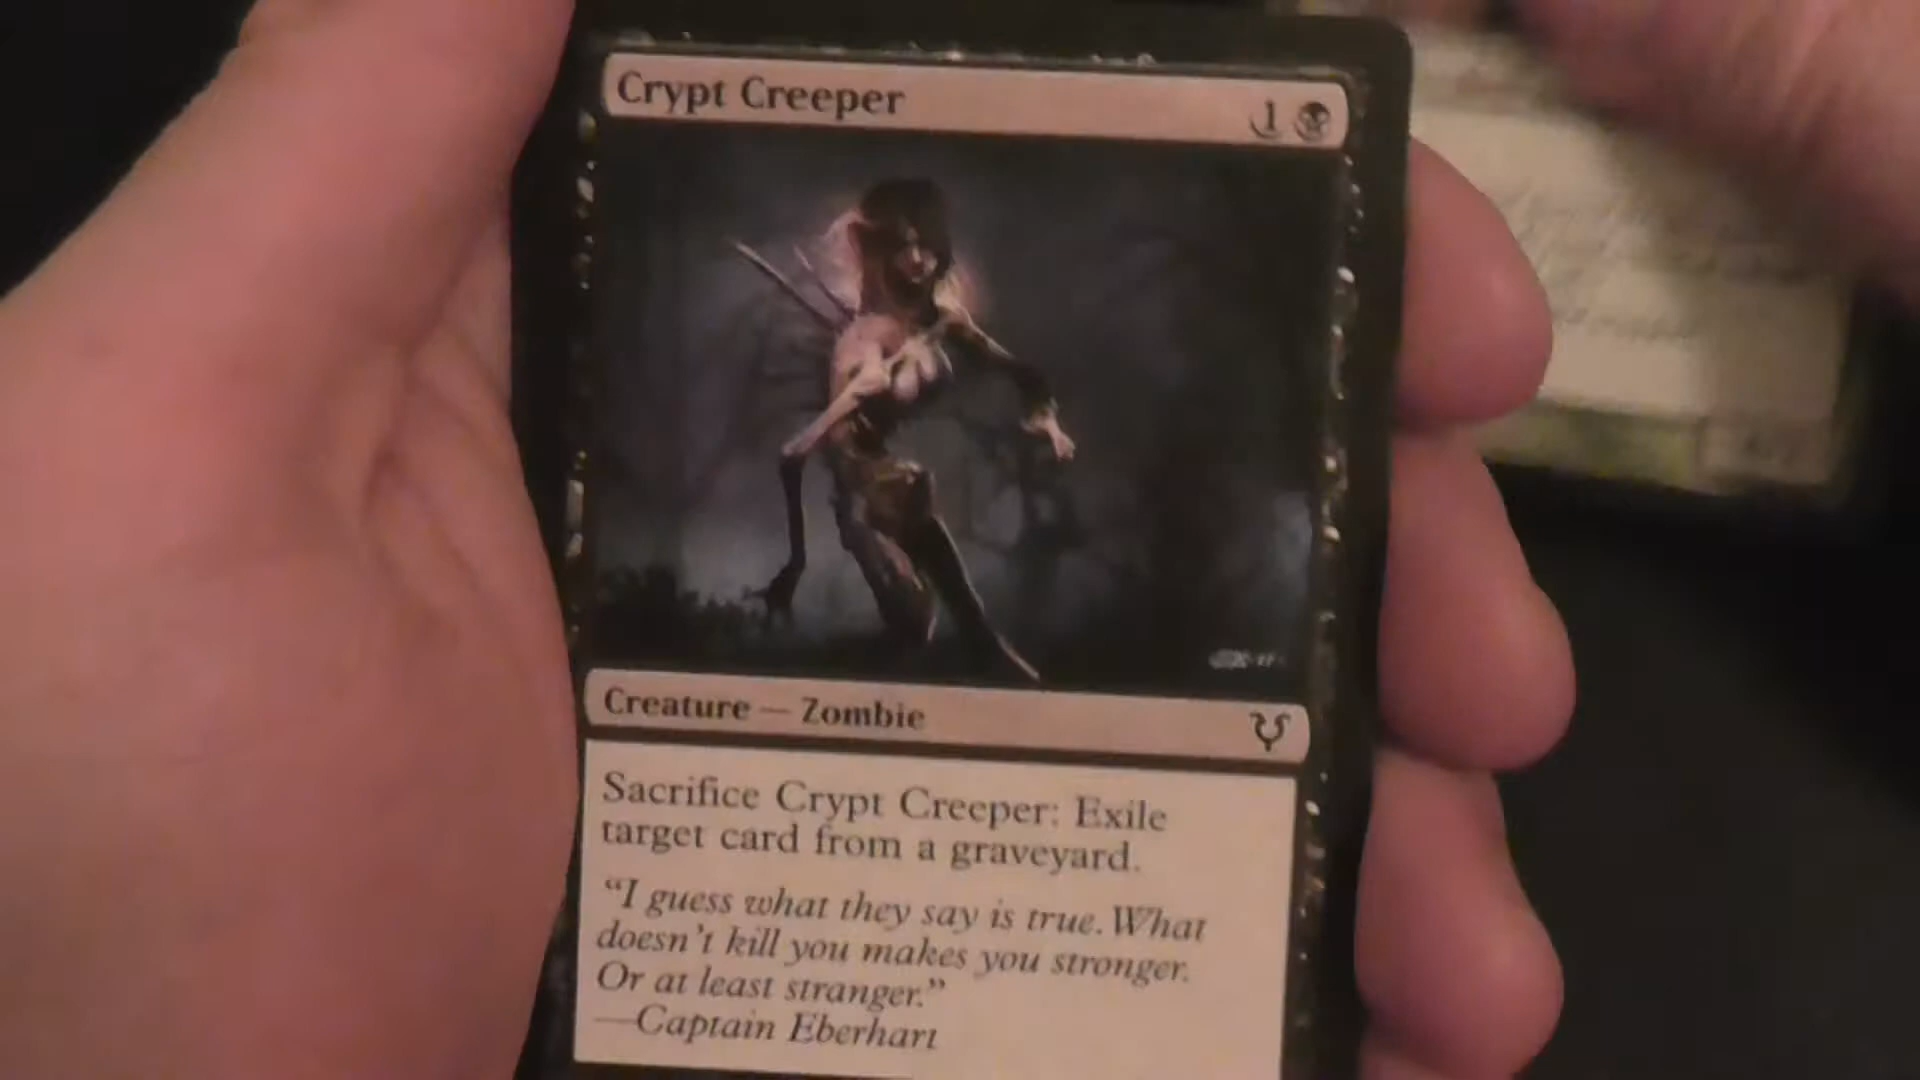 Crypt Creeper
1
Creature — Zombie
Sacrifice Crypt Creeper: Exile
target card from a graveyard.
“I guess what they say is true. What
doesn’t kill you makes you stronger.
Or at least stranger.”
—Captain Eberhart